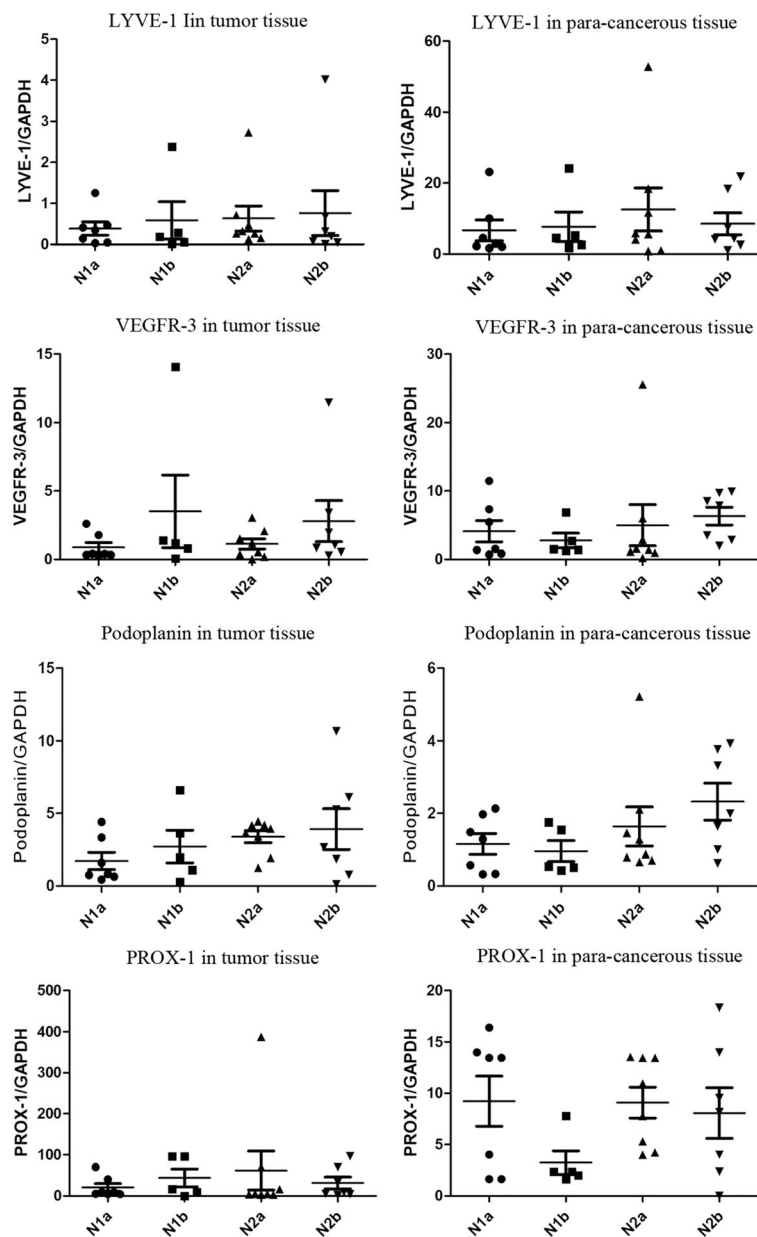 LYVE-1 Iin tumor tissue
5
4
3
2
1
0
LYVE-1/GAPDH
N1a
N1b
N2a
N2b
LYVE-1 in para-cancerous tissue
60
40
20
0
LYVE-1/GAPDH
N1a
N1b
N2a
N2b
VEGFR-3 in tumor tissue
15
10
5
0
VEGFR-3/GAPDH
N1a
N1b
N2a
N2b
VEGFR-3 in para-cancerous tissue
30
20
10
0
VEGFR-3/GAPDH
N1a
N1b
N2a
N2b
Podoplanin in tumor tissue
15
10
5
0
Podoplanin/GAPDH
N1a
N1b
N2a
N2b
Podoplanin in para-cancerous tissue
6
4
2
0
Podoplanin/GAPDH
N1a
N1b
N2a
N2b
PROX-1 in tumor tissue
500
400
300
200
100
0
PROX-1/GAPDH
N1a
N1b
N2a
N2b
PROX-1 in para-cancerous tissue
20
15
10
5
0
PROX-1/GAPDH
N1a
N1b
N2a
N2b